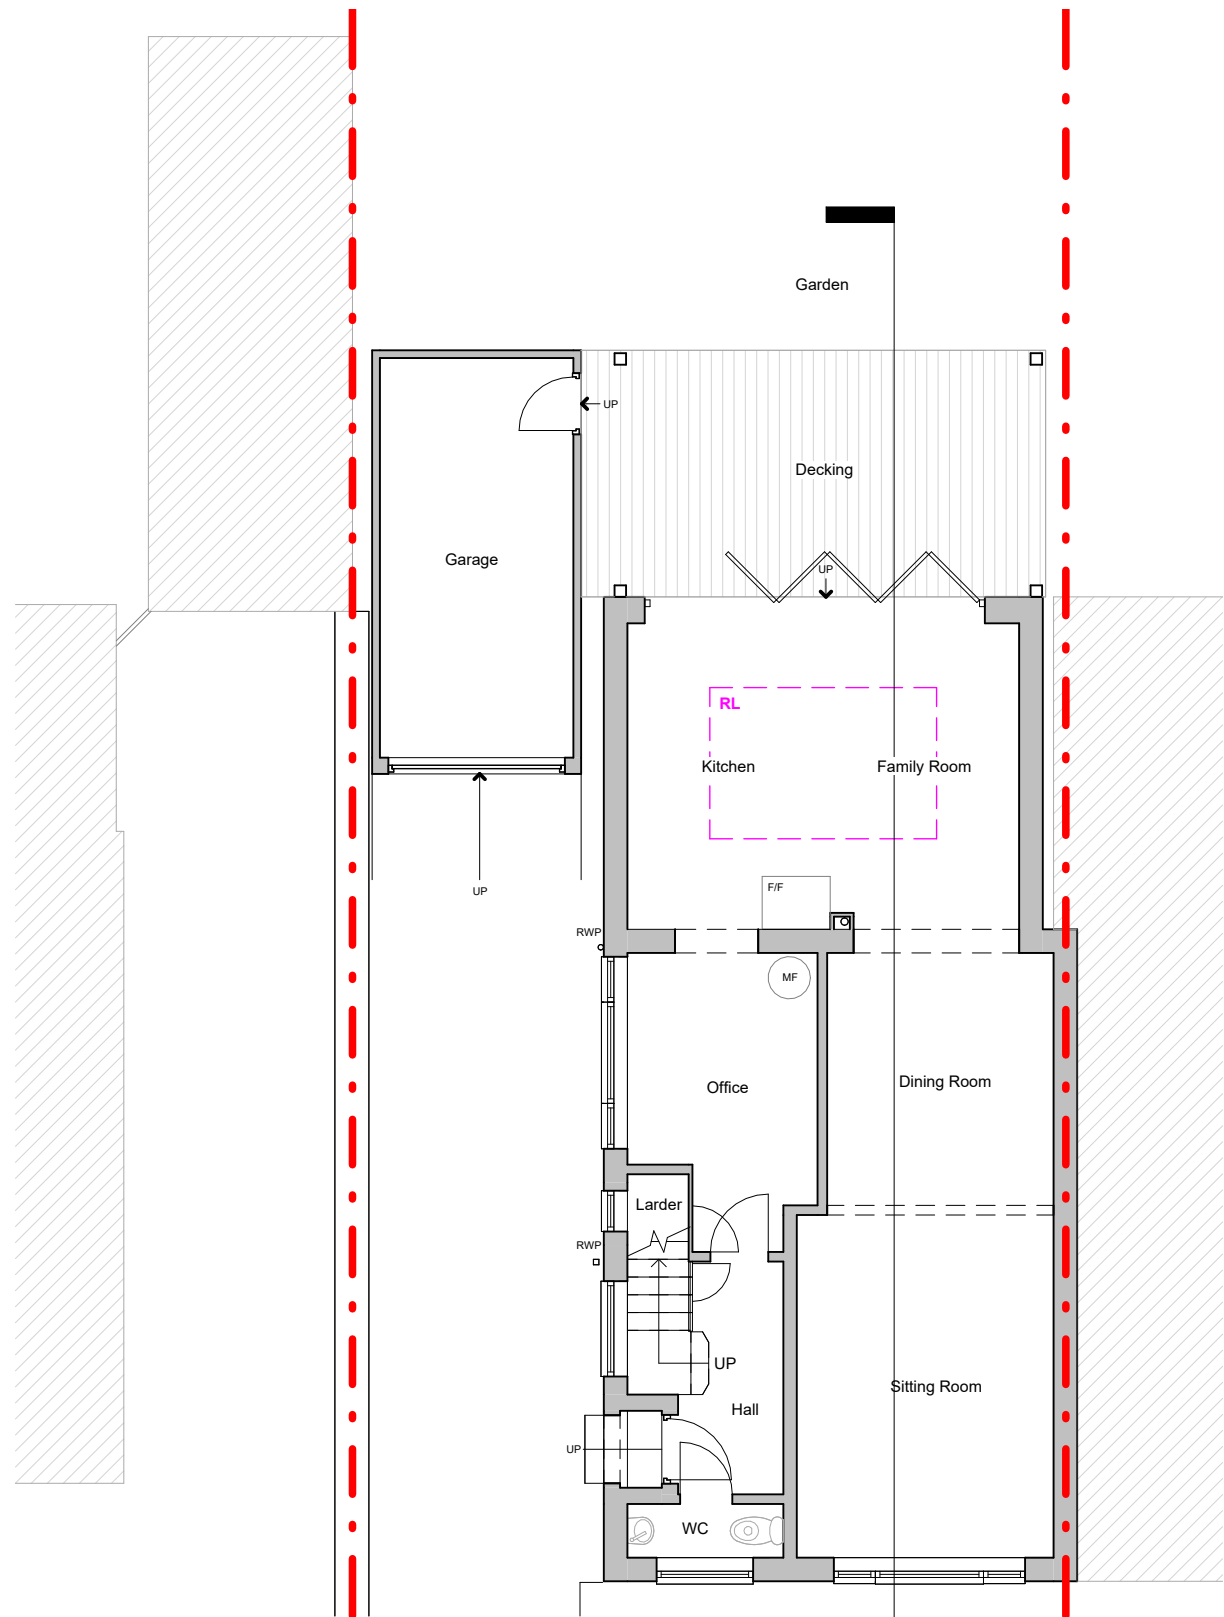 Garden
UP
Decking
Garage
UP
RL
Kitchen
Family Room
F/F
UP
RWP
MF
Office
Dining Room
Larder
RWP
UP
Sitting Room
Hall
UP
WC